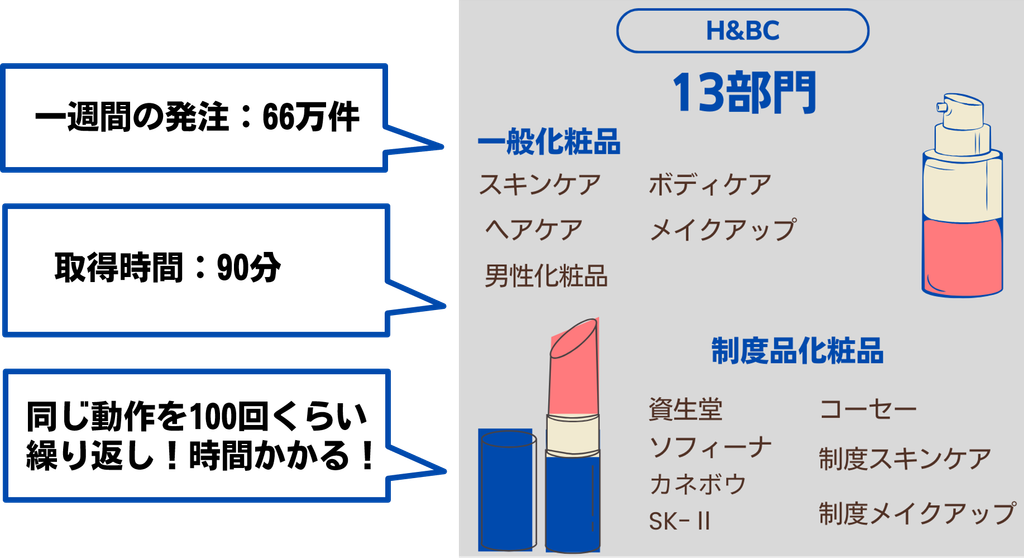 一週間の発注：66万件
取得時間：90分
同じ動作を100回くらい
繰り返し！時間かかる！
H&BC
13部門
一般化粧品
スキンケア
ボディケア
ヘアケア
メイクアップ
男性化粧品
制度品化粧品
資生堂
ソフィーナ
カネボウ
SK-Ⅱ
コーセー
制度スキンケア
制度メイクアップ